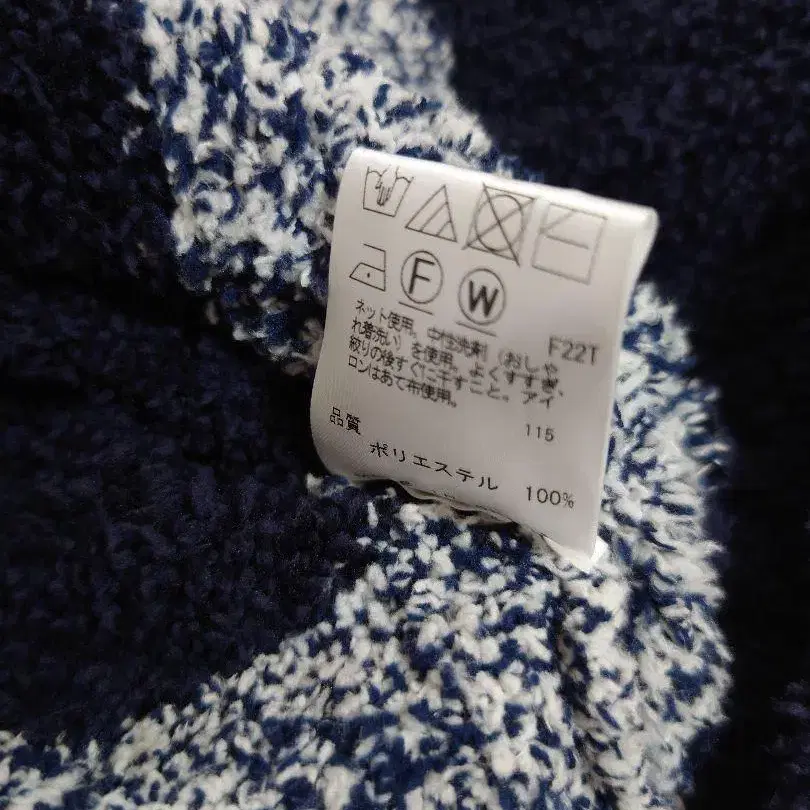 F W
F22T
ネット使用。中性洗剤（おしゃ
れ着洗い）を使用。よくすすぎ、
絞りの後すぐに干すこと。アイ
ロンはあて布使用。
115
品質
ポリエステル 100%